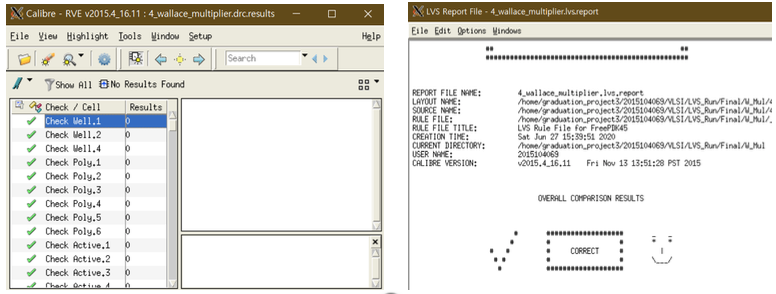 Calibre - RVE v2015.4_16.11 : 4_wallace_multiplier.drc.results
File View Highlight Tools Window Setup Help
Search
Show All No Results Found
Check / Cell Results
Check Well.1 0
Check Well.2 0
Check Well.4 0
Check Poly.1 0
Check Poly.2 0
Check Poly.3 0
Check Poly.4 0
Check Poly.5 0
Check Poly.6 0
Check Active.1 0
Check Active.2 0
Check Active.3 0
Check Active.4 0
LVS Report File - 4_wallace_multiplier.lvs.report
File Edit Options Windows
REPORT FILE NAME: 4_wallace_multiplier.lvs.report
LAYOUT NAME: /home/graduation_project3/2015104069/VLSI/LVS_Run/Final/W_Mul/
SOURCE NAME: /home/graduation_project3/2015104069/VLSI/LVS_Run/Final/W_Mul/
RULE FILE: /home/graduation_project3/2015104069/VLSI/LVS_Run/Final/W_Mul/_
RULE FILE TITLE: LVS Rule File for FreePDK45
CREATION TIME: Sat Jun 27 15:39:51 2020
CURRENT DIRECTORY: /home/graduation_project3/2015104069/VLSI/LVS_Run/Final/W_Mul
USER NAME: 2015104069
CALIBRE VERSION: v2015.4_16.11 Fri Nov 13 13:51:28 PST 2015
OVERALL COMPARISON RESULTS
CORRECT